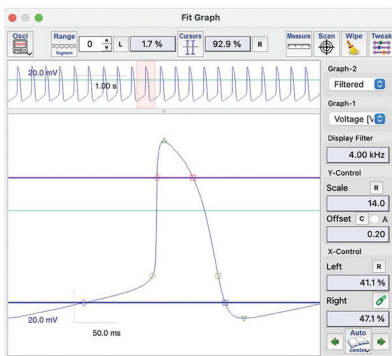 Fit Graph
Osci
Range
Segment
0
L
1.7 %
Cursors
92.9 %
R
Measure
Scan
Wipe
Tweak
20.0 mV
1.00 s
Graph-2
Filtered
Graph-1
Voltage [V
Display Filter
4.00 kHz
Y-Control
Scale
R
14.0
Offset
C
A
0.20
X-Control
Left
R
41.1 %
Right
47.1 %
Auto
center
20.0 mV
50.0 ms